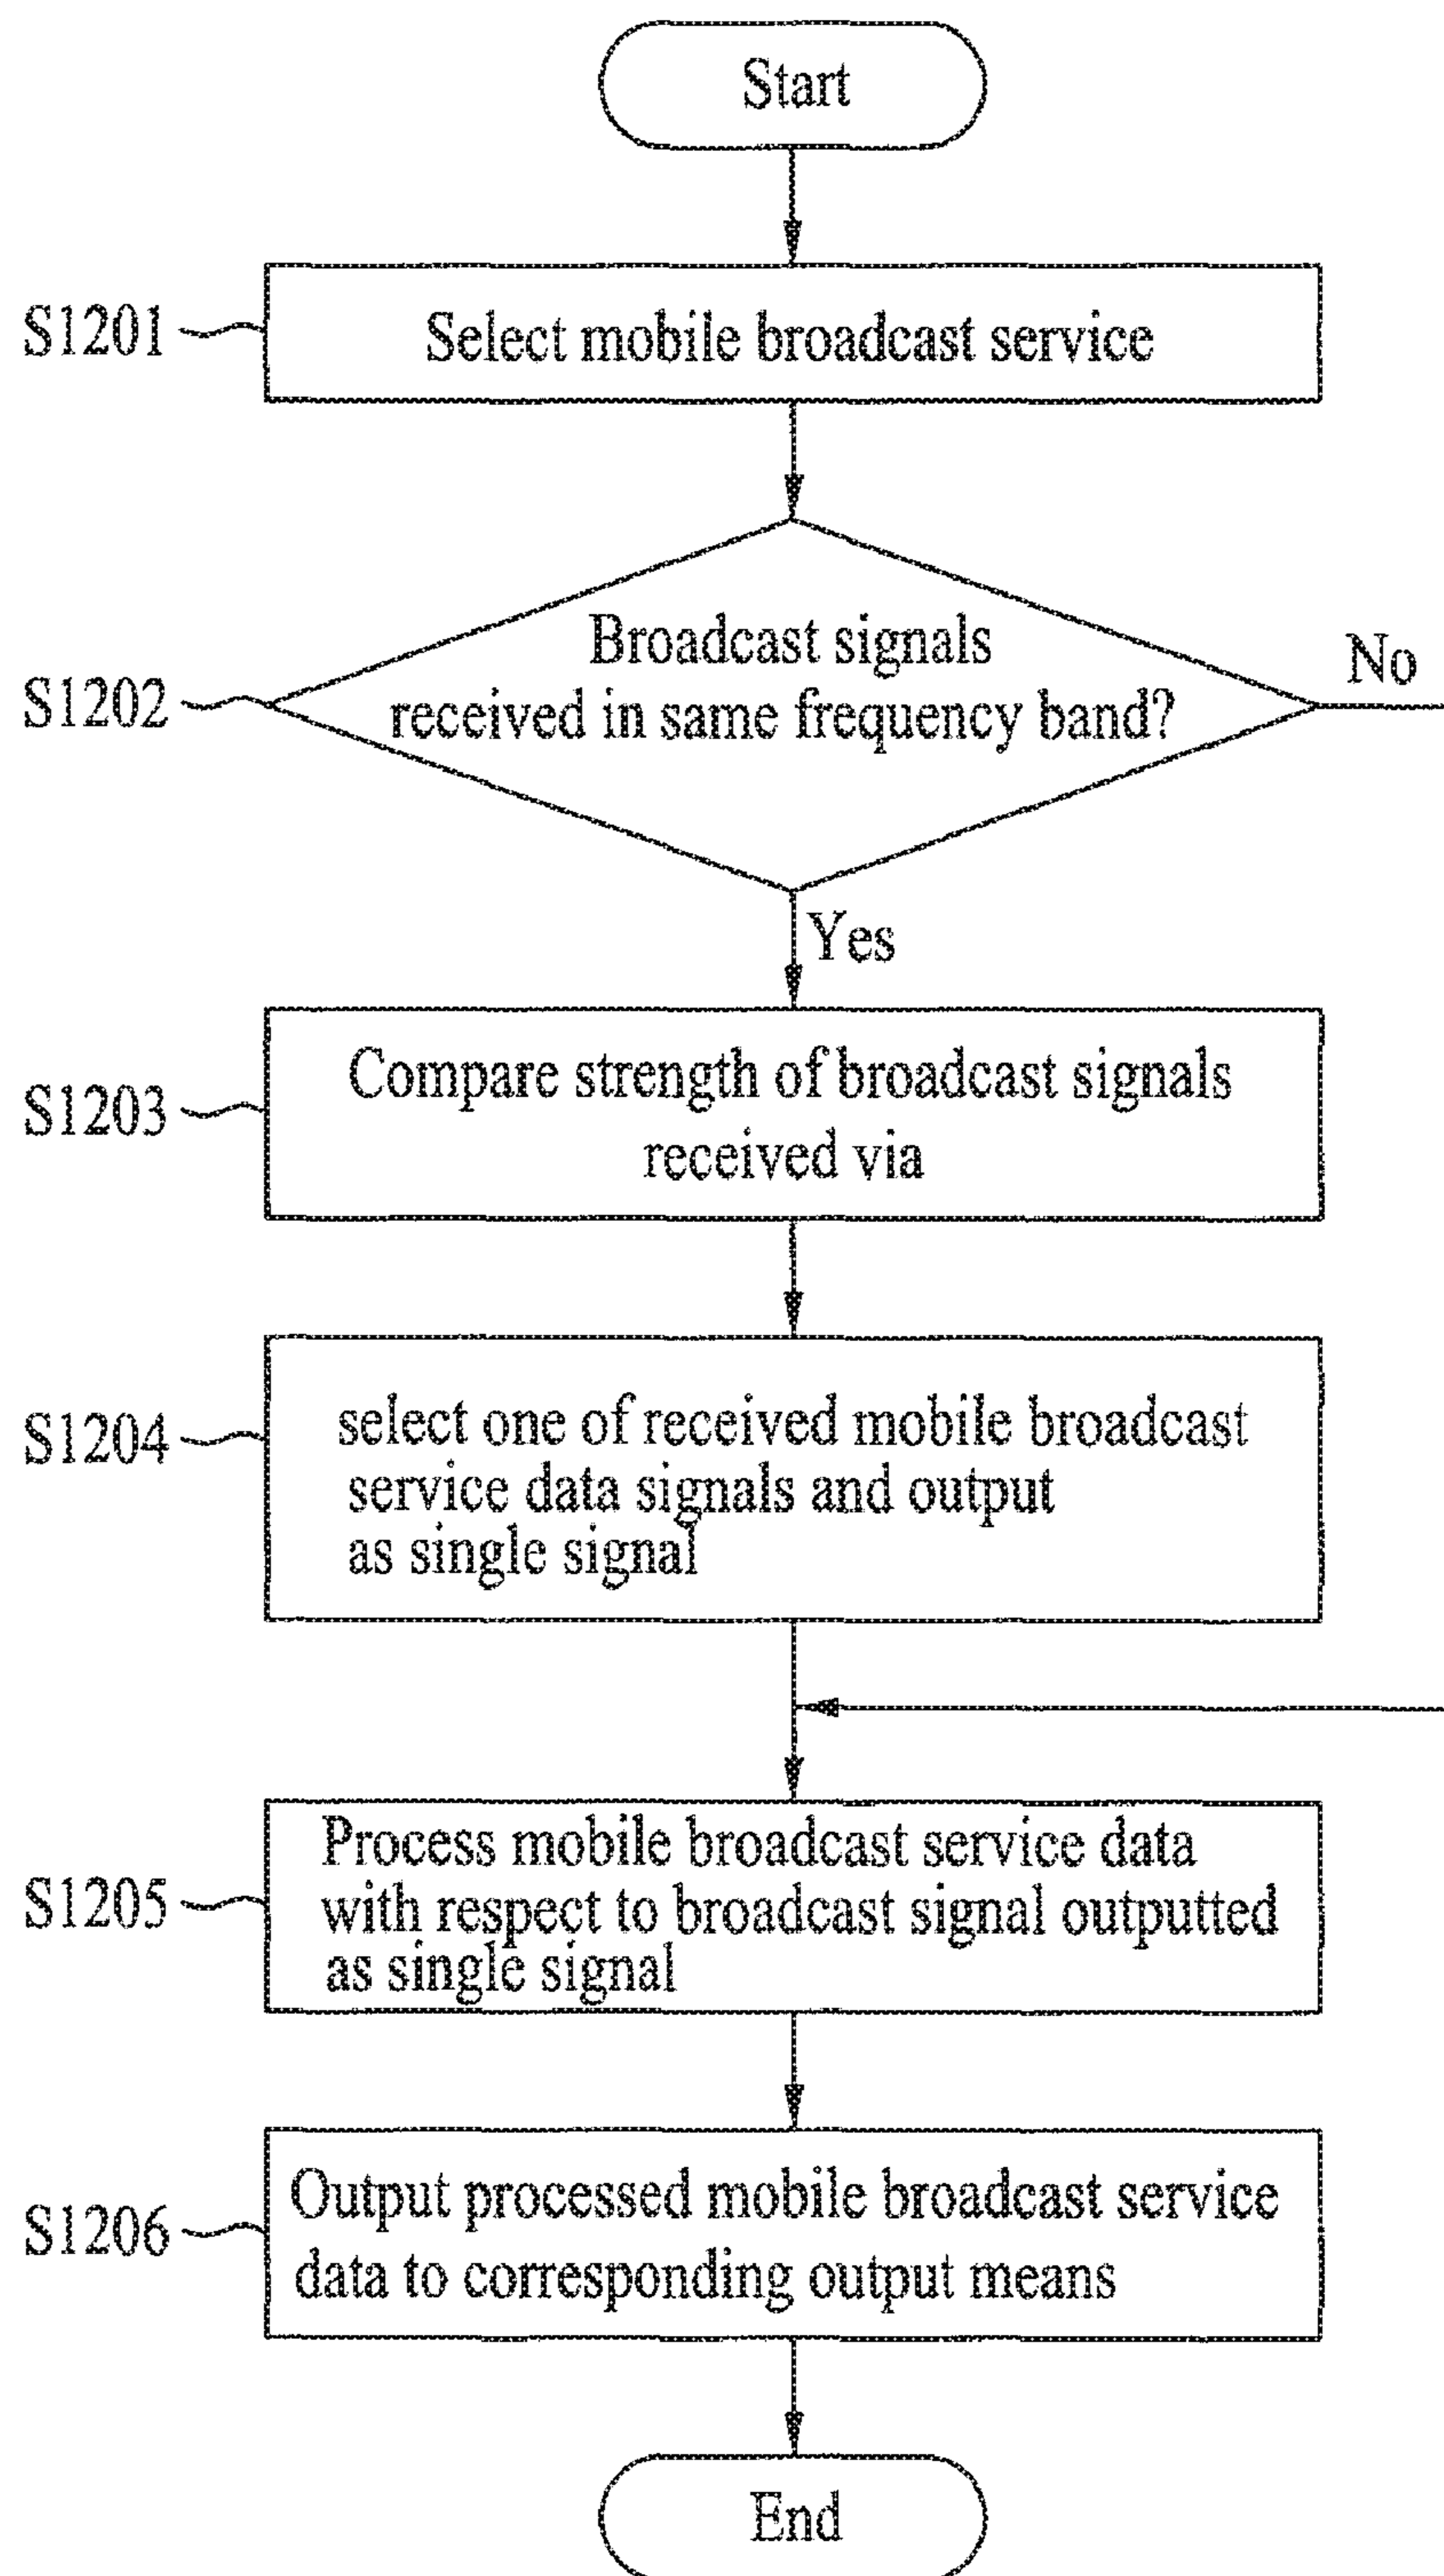 Start
S1201
Select mobile broadcast service
S1202
Broadcast signals
received in same frequency band?
No
Yes
S1203
Compare strength of broadcast signals
received via
S1204
select one of received mobile broadcast
service data signals and output
as single signal
S1205
Process mobile broadcast service data
with respect to broadcast signal outputted
as single signal
S1206
Output processed mobile broadcast service
data to corresponding output means
End